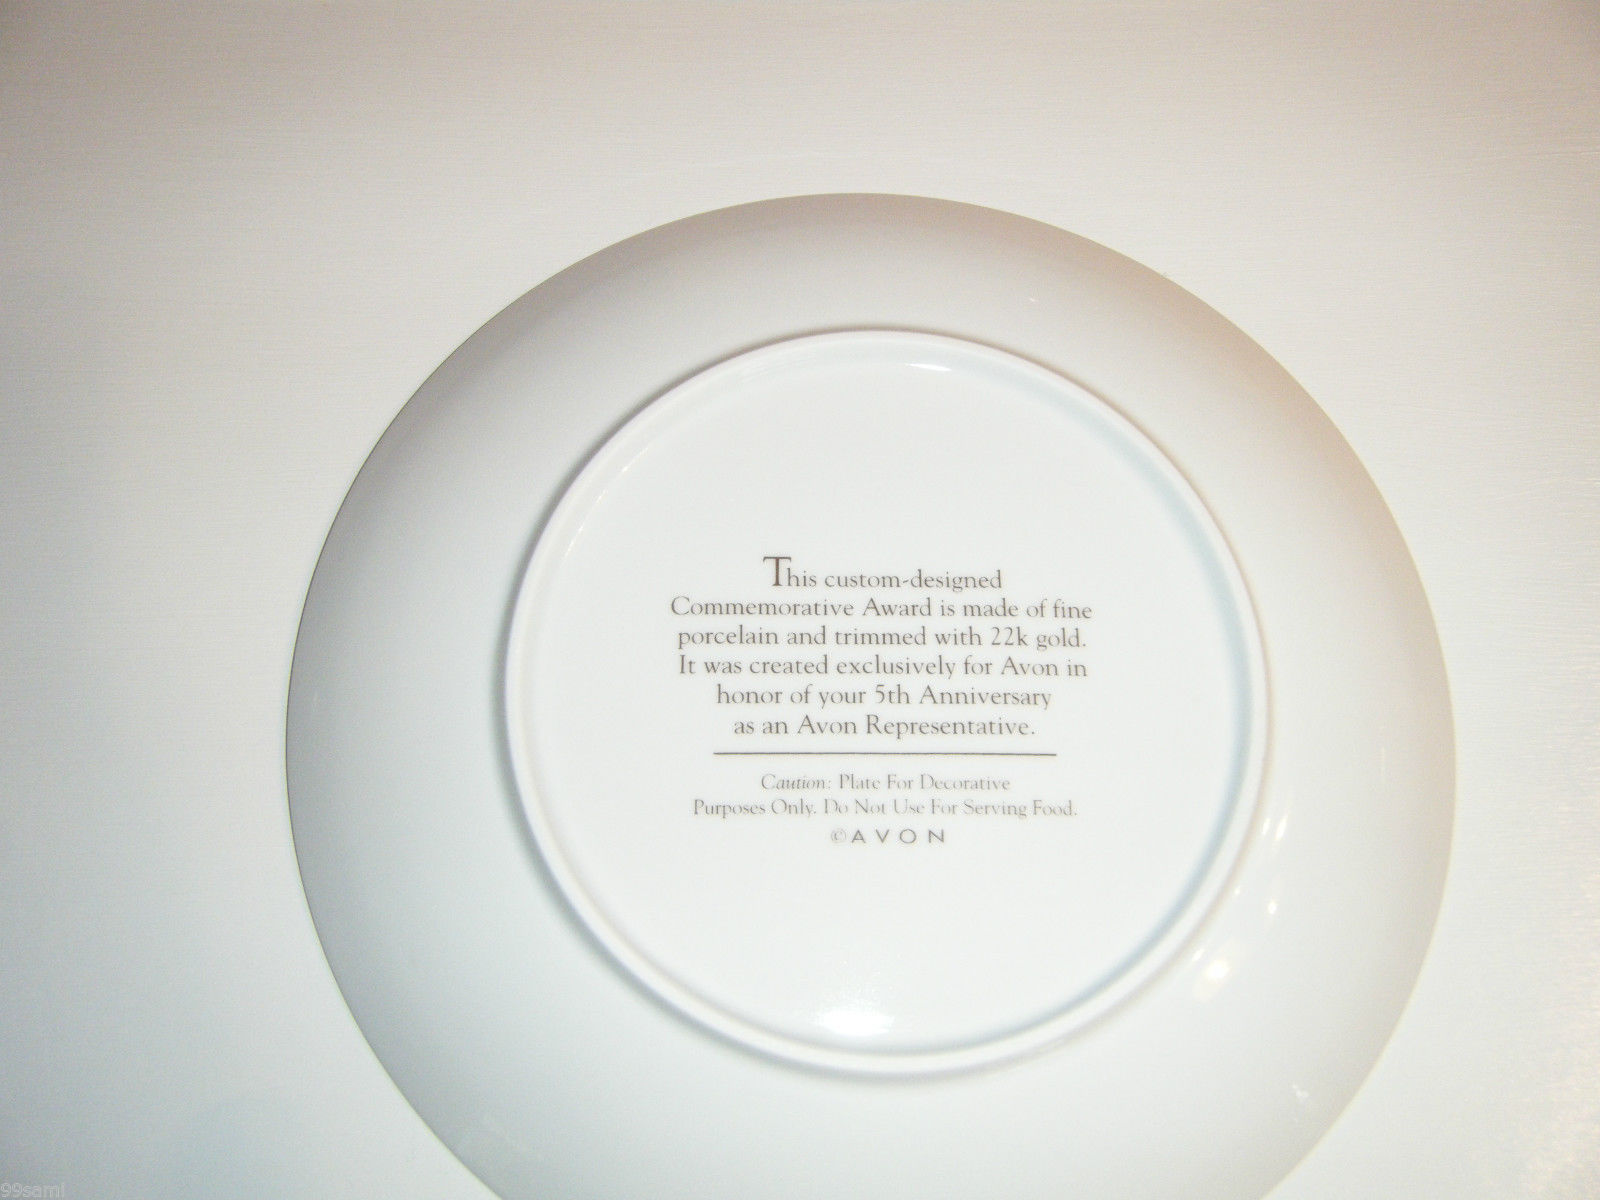 This custom-designed
Commemorative Award is made of fine
porcelain and trimmed with 22k gold.
It was created exclusively for Avon in
honor of your 5th Anniversary
as an Avon Representative.
Caution: Plate For Decorative
Purposes Only. Do Not Use For Serving Food.
©AVON
99sami